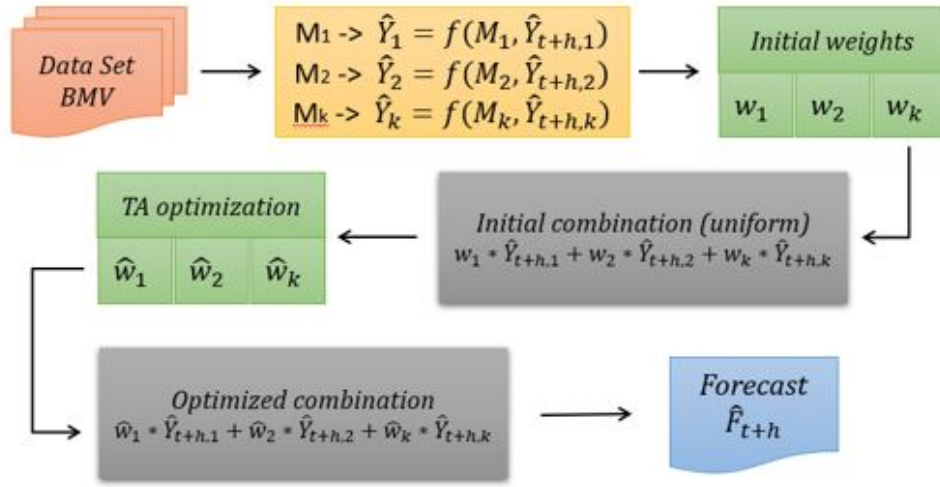 Data Set
BMV
M₁ -> Ŷ₁ = f(M₁, Ŷₜ₊ₕ,₁)
M₂ -> Ŷ₂ = f(M₂, Ŷₜ₊ₕ,₂)
Mₖ -> Ŷₖ = f(Mₖ, Ŷₜ₊ₕ,ₖ)
Initial weights
w₁ w₂ wₖ
TA optimization
ŵ₁ ŵ₂ ŵₖ
Initial combination (uniform)
w₁ * Ŷₜ₊ₕ,₁ + w₂ * Ŷₜ₊ₕ,₂ + wₖ * Ŷₜ₊ₕ,ₖ
Optimized combination
ŵ₁ * Ŷₜ₊ₕ,₁ + ŵ₂ * Ŷₜ₊ₕ,₂ + ŵₖ * Ŷₜ₊ₕ,ₖ
Forecast
F̂ₜ₊ₕ